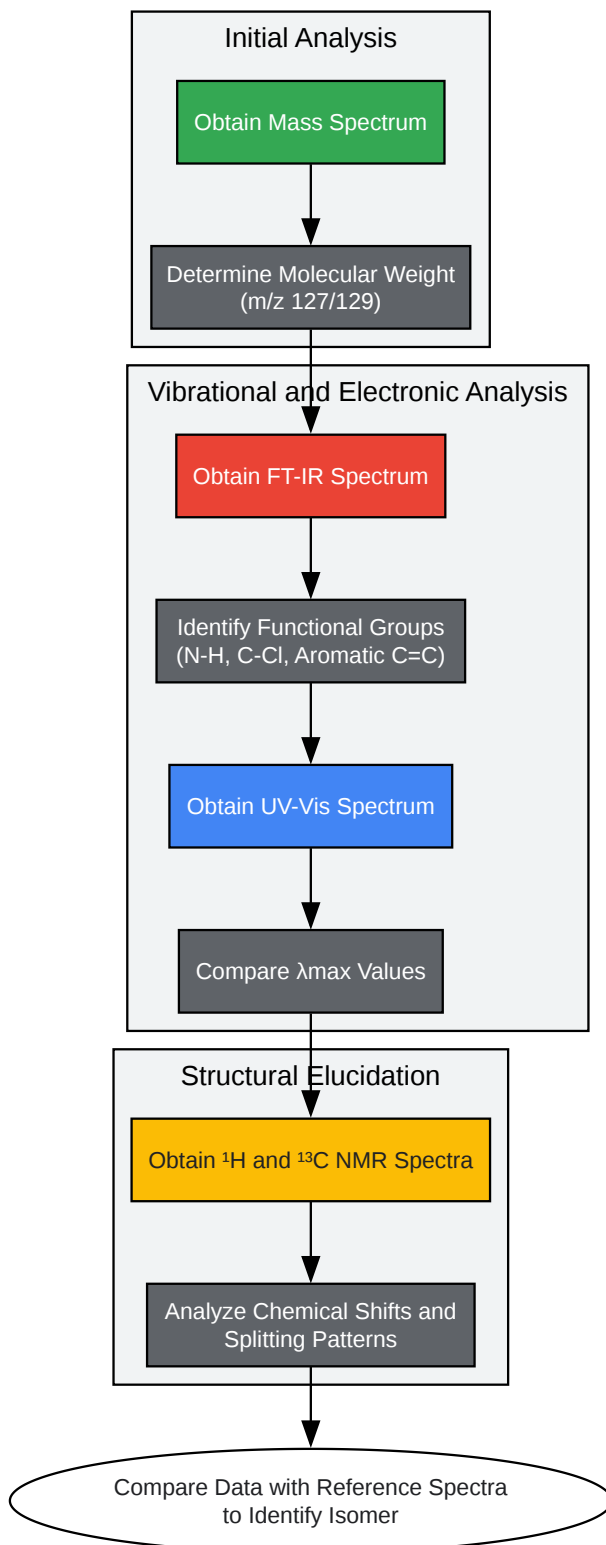 Initial Analysis
Obtain Mass Spectrum
Determine Molecular Weight
(m/z 127/129)
Vibrational and Electronic Analysis
Obtain FT-IR Spectrum
Identify Functional Groups
(N-H, C-Cl, Aromatic C=C)
Obtain UV-Vis Spectrum
Compare λmax Values
Structural Elucidation
Obtain ¹H and ¹³C NMR Spectra
Analyze Chemical Shifts and
Splitting Patterns
Compare Data with Reference Spectra
to Identify Isomer